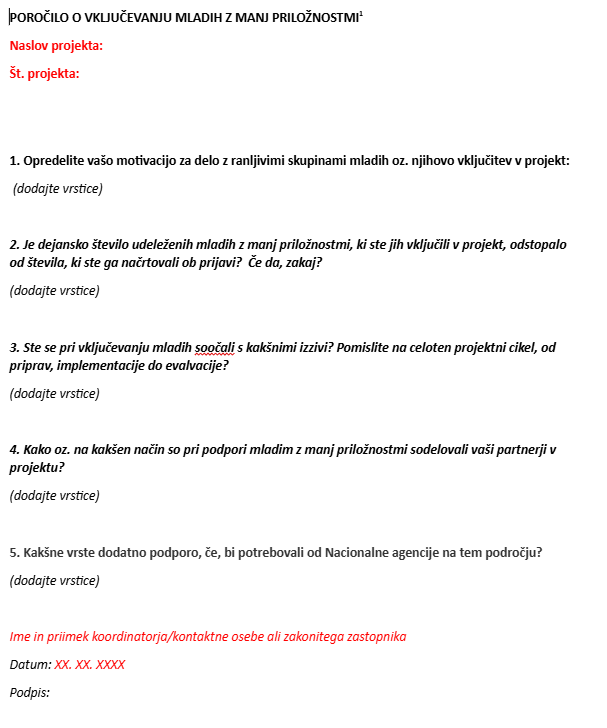 POROČILO O VKLJUČEVANJU MLADIH Z MANJ PRILOŽNOSTMI¹
Naslov projekta:
Št. projekta:
1. Opredelite vašo motivacijo za delo z ranljivimi skupinami mladih oz. njihovo vključitev v projekt:
(dodajte vrstice)
2. Je dejansko število udeleženih mladih z manj priložnostmi, ki ste jih vključili v projekt, odstopalo
od števila, ki ste ga načrtovali ob prijavi? Če da, zakaj?
(dodajte vrstice)
3. Ste se pri vključevanju mladih soočali s kakšnimi izzivi? Pomislite na celoten projektni cikel, od
priprav, implementacije do evalvacije?
(dodajte vrstice)
4. Kako oz. na kakšen način so pri podpori mladim z manj priložnostmi sodelovali vaši partnerji v
projektu?
(dodajte vrstice)
5. Kakšne vrste dodatno podporo, če, bi potrebovali od Nacionalne agencije na tem področju?
(dodajte vrstice)
Ime in priimek koordinatorja/kontaktne osebe ali zakonitega zastopnika
Datum: XX. XX. XXXX
Podpis: